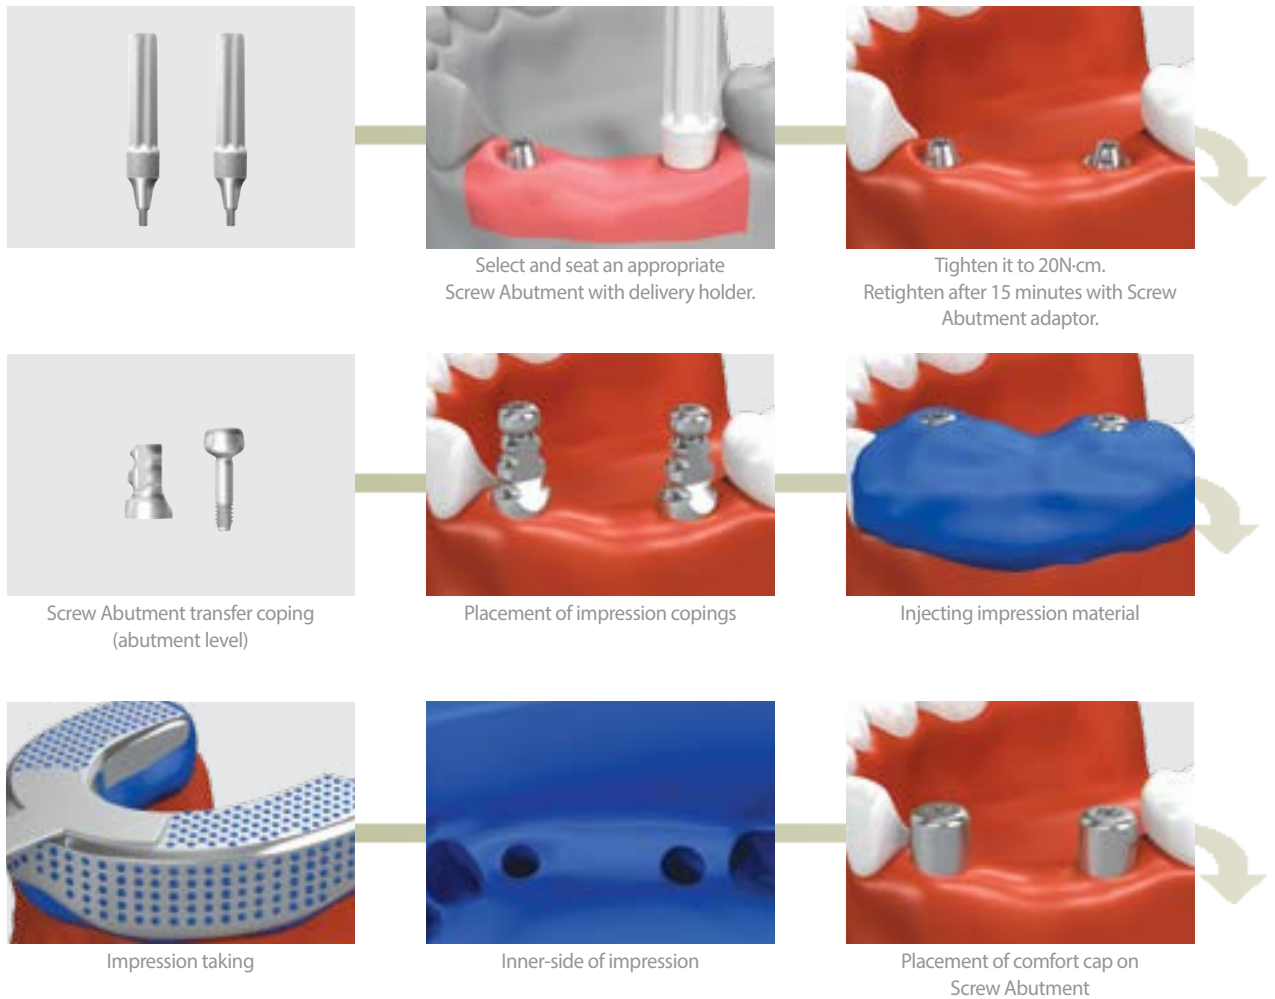 Select and seat an appropriate
Screw Abutment with delivery holder.
Tighten it to 20N·cm.
Retighten after 15 minutes with Screw
Abutment adaptor.
Screw Abutment transfer coping
(abutment level)
Placement of impression copings
Injecting impression material
Impression taking
Inner-side of impression
Placement of comfort cap on
Screw Abutment